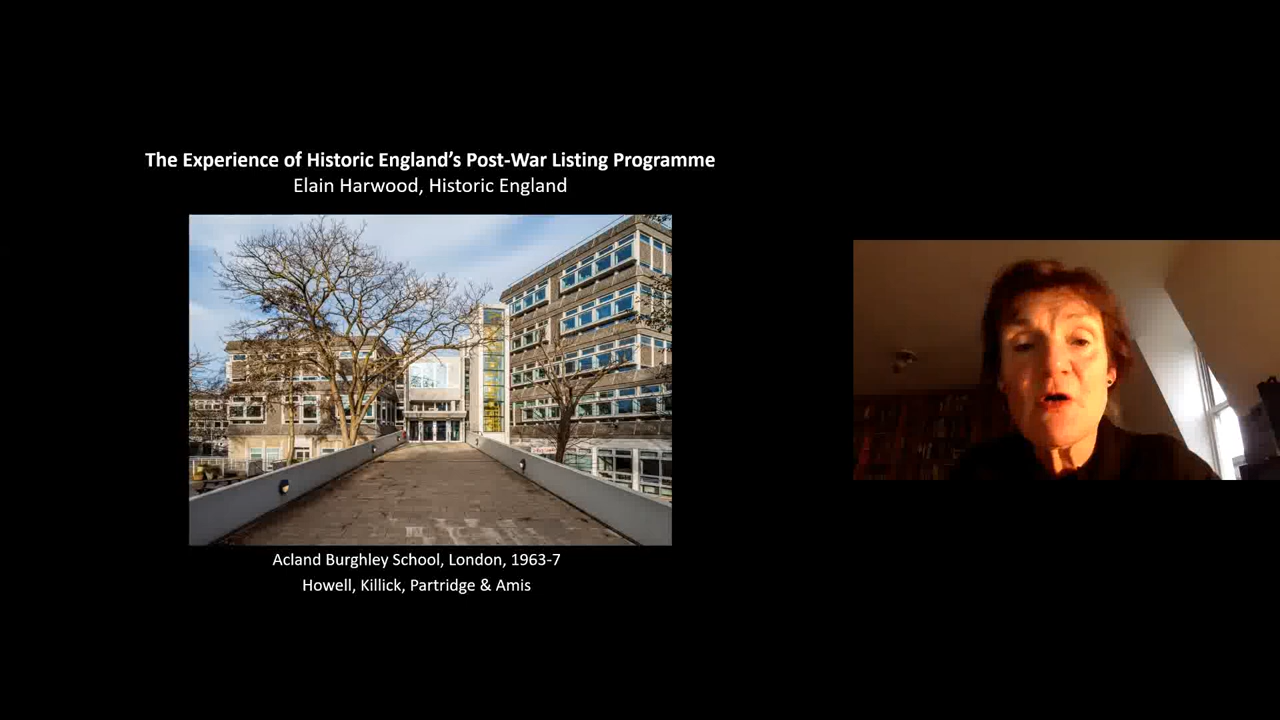 The Experience of Historic England's Post-War Listing Programme
Elain Harwood, Historic England
Acland Burghley School, London, 1963-7
Howell, Killick, Partridge & Amis